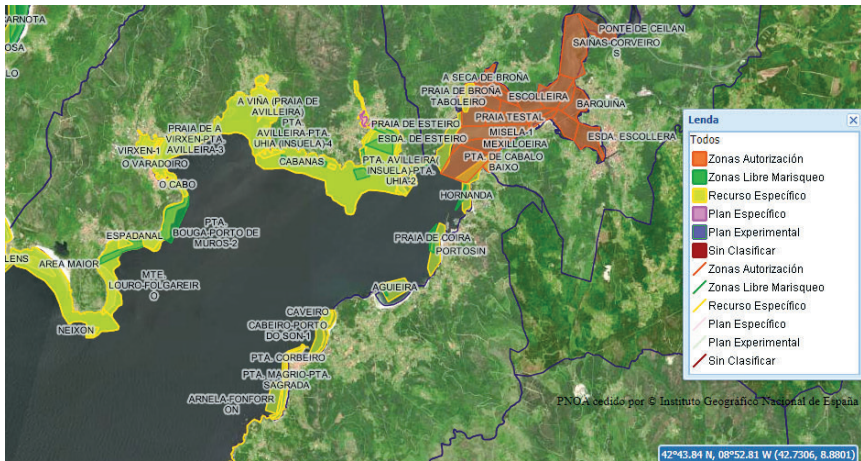 CARNOTA
OSA
LO
PONTE DE CEILAN
SAIÑAS-CORVEIRO
S
A SECA DE BROÑA
PRAIA DE BROÑA
TABOLEIRO
ESCOLLEIRA
BARQUIÑA
A VIÑA (PRAIA DE
AVILLEIRA)
PTA.
AVILLEIRA-PTA.
UHIA (INSUELA)-4
PRAIA DE ESTEIRO
ESDA. DE ESTEIRO
PRAIA TESTAL
MISELA-1
MEXILLOEIRA
ESDA. ESCOLLERA
PRAIA DE A
VIRXEN-PTA.
AVILLEIRA-3
VIRXEN-1
O VARADOIRO
CABANAS
PTA. AVILLEIRA(
INSUELA)-PTA.
UHIA-2
PTA. DE CABALO
BAIXO
O CABO
HORNANDA
PTA.
BOUGA-PORTO DE
MUROS-2
ESPADANAL
PRAIA DE COIRA
PORTOSIN
LENS
AREA MAIOR
MTE.
LOURO-FOLGAREIR
O
AGUIEIRA
NEIXON
CAVEIRO
CABEIRO-PORTO
DO SON-1
PTA. CORBEIRO
PTA. MAGRIO-PTA.
SAGRADA
ARNELA-FONFORR
ON
Lenda
Todos
Zonas Autorización
Zonas Libre Marisqueo
Recurso Específico
Plan Específico
Plan Experimental
Sin Clasificar
Zonas Autorización
Zonas Libre Marisqueo
Recurso Específico
Plan Específico
Plan Experimental
Sin Clasificar
PNOA cedido por © Instituto Geográfico Nacional de España
42°43.84 N, 08°52.81 W (42.7306, 8.8801)